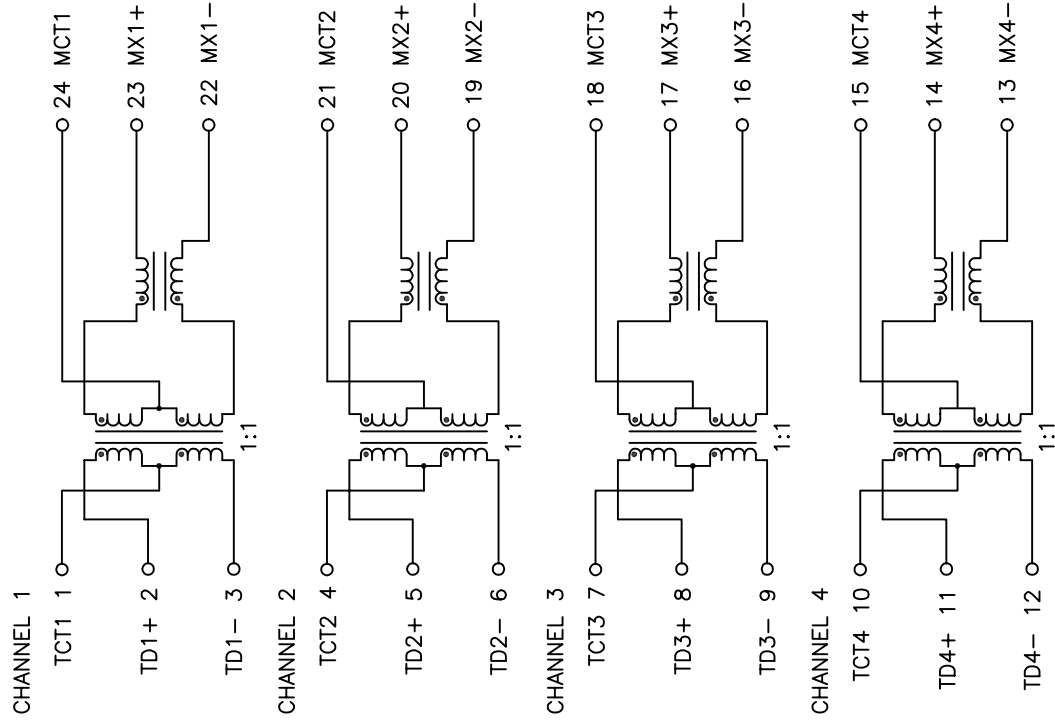 CHANNEL 1
TCT1 1
TD1+ 2
TD1- 3
1:1
24 MCT1
23 MX1+
22 MX1-
CHANNEL 2
TCT2 4
TD2+ 5
TD2- 6
1:1
21 MCT2
20 MX2+
19 MX2-
CHANNEL 3
TCT3 7
TD3+ 8
TD3- 9
1:1
18 MCT3
17 MX3+
16 MX3-
CHANNEL 4
TCT4 10
TD4+ 11
TD4- 12
1:1
15 MCT4
14 MX4+
13 MX4-